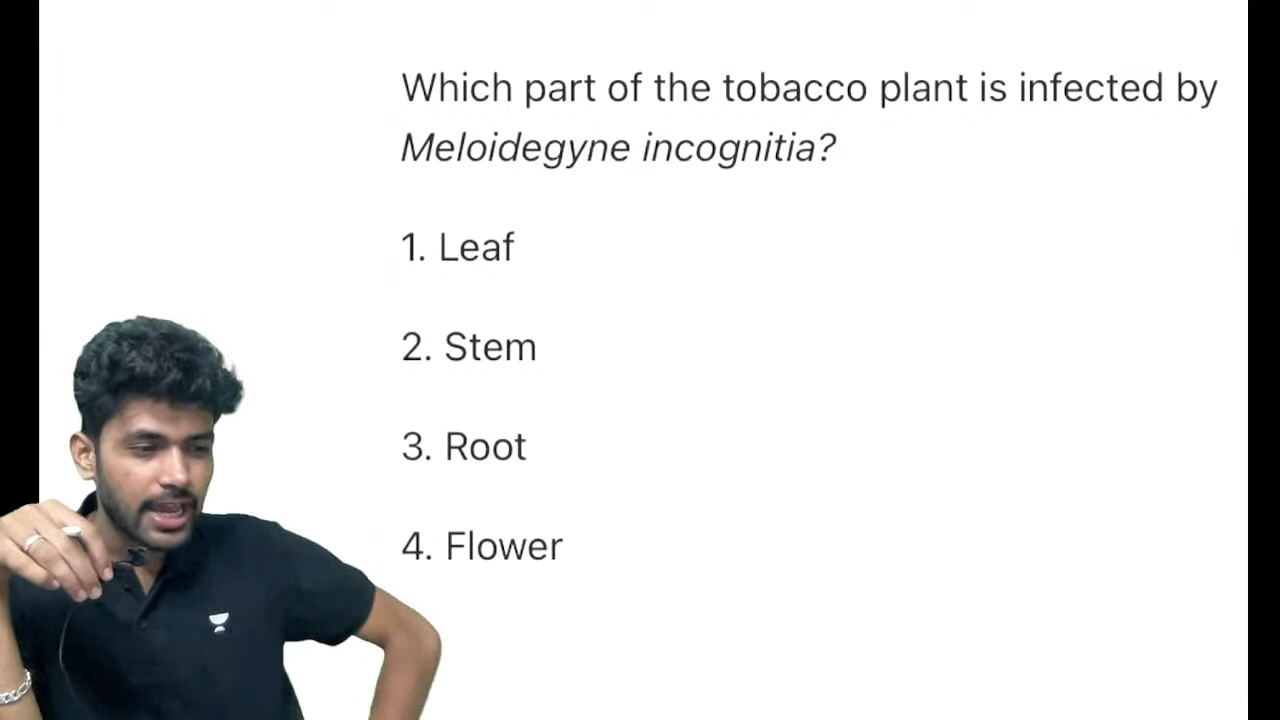 Which part of the tobacco plant is infected by
Meloidegyne incognitia?
1. Leaf
2. Stem
3. Root
4. Flower